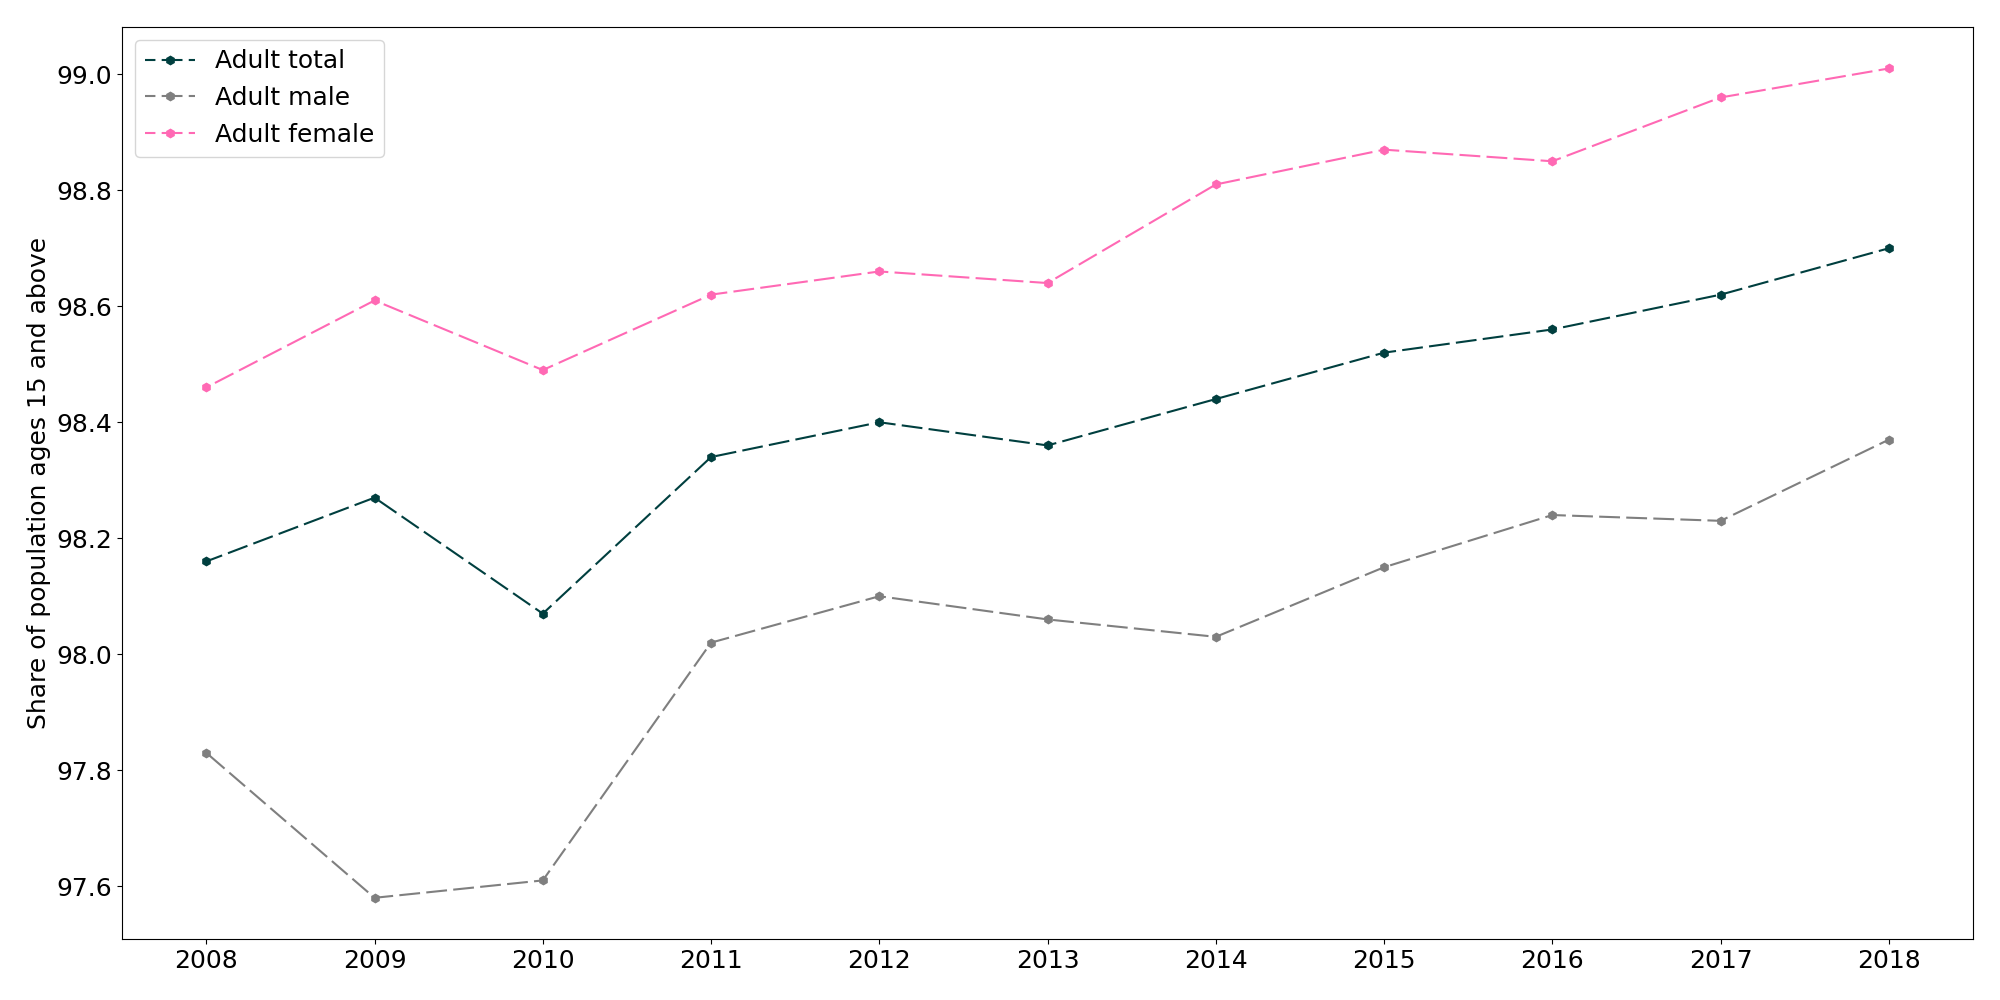 Adult total
Adult male
Adult female
Share of population ages 15 and above
99.0
98.8
98.6
98.4
98.2
98.0
97.8
97.6
2008 2009 2010 2011 2012 2013 2014 2015 2016 2017 2018